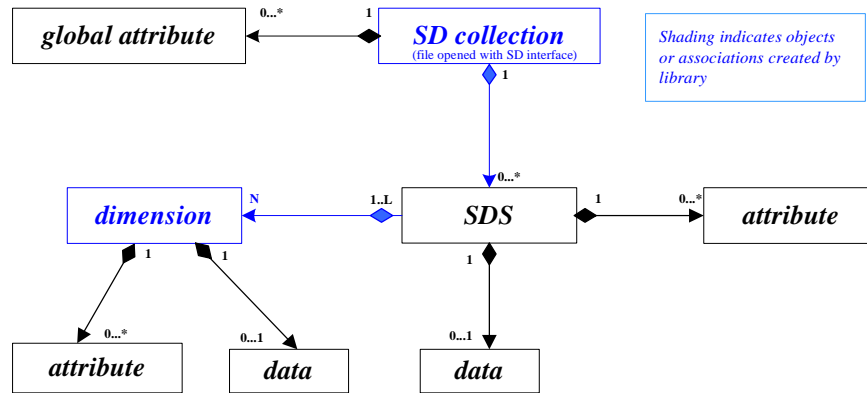 0...*
1
global attribute
SD collection
(file opened with SD interface)
Shading indicates objects
or associations created by
library
1
0...*
dimension
N
1..L
SDS
1
0...*
attribute
1
1
1
0...*
0...1
0...1
attribute
data
data